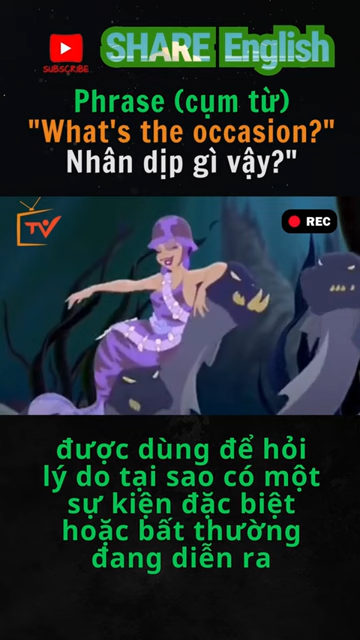 SUBSCRIBE
SHARE English
Phrase (cụm từ)
"What's the occasion?"
Nhân dịp gì vậy?"
TV
REC
được dùng để hỏi
lý do tại sao có một
sự kiện đặc biệt
hoặc bất thường
đang diễn ra